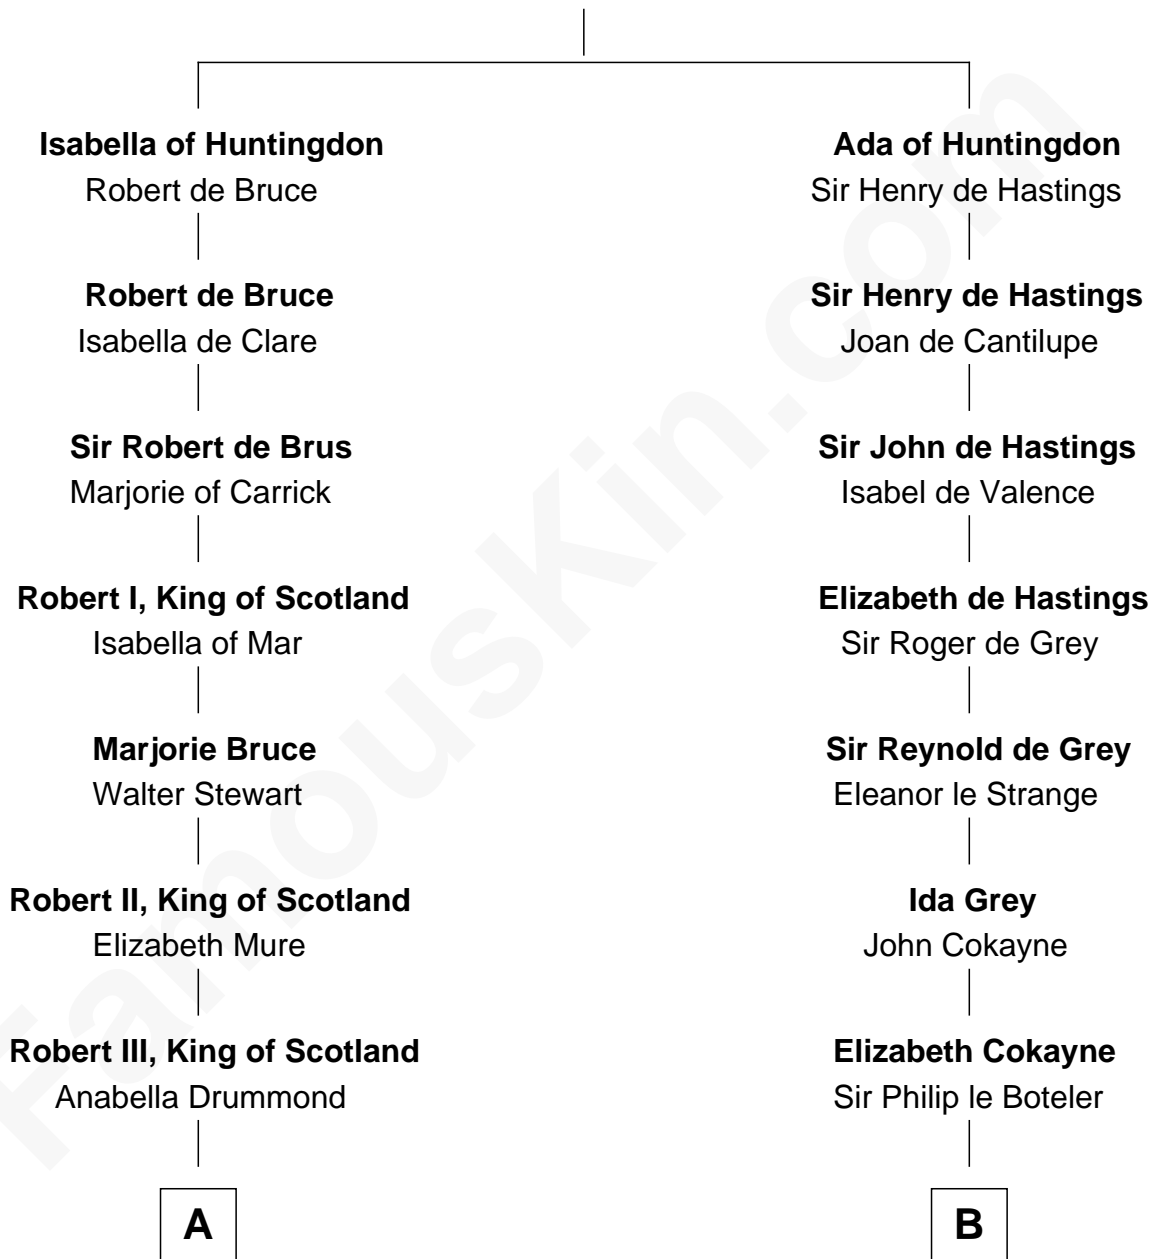 Isabella of Huntingdon
Robert de Bruce
Robert de Bruce
Isabella de Clare
Sir Robert de Brus
Marjorie of Carrick
Robert I, King of Scotland
Isabella of Mar
Marjorie Bruce
Walter Stewart
Robert II, King of Scotland
Elizabeth Mure
Robert III, King of Scotland
Anabella Drummond
A
Ada of Huntingdon
Sir Henry de Hastings
Sir Henry de Hastings
Joan de Cantilupe
Sir John de Hastings
Isabel de Valence
Elizabeth de Hastings
Sir Roger de Grey
Sir Reynold de Grey
Eleanor le Strange
Ida Grey
John Cokayne
Elizabeth Cokayne
Sir Philip le Boteler
B
FamousKin.com